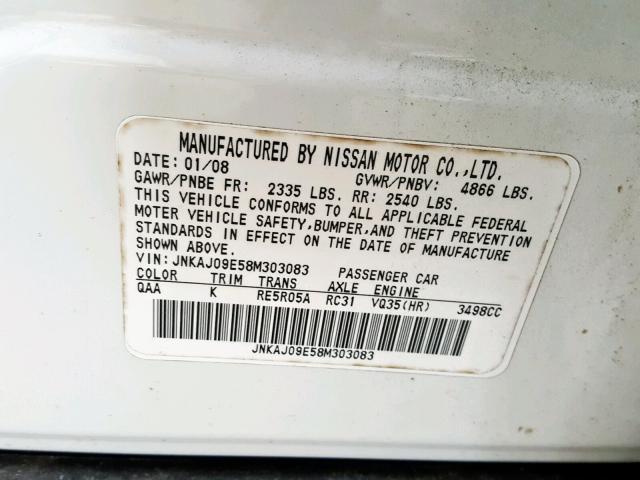 MANUFACTURED BY NISSAN MOTOR CO.,LTD.
DATE: 01/08 GVWR/PNBV: 4866 LBS.
GAWR/PNBE FR: 2335 LBS. RR: 2540 LBS.
THIS VEHICLE CONFORMS TO ALL APPLICABLE FEDERAL
MOTER VEHICLE SAFETY,BUMPER,AND THEFT PREVENTION
STANDARDS IN EFFECT ON THE DATE OF MANUFACTURE
SHOWN ABOVE.
VIN: JNKAJ09E58M303083 PASSENGER CAR
COLOR TRIM TRANS AXLE ENGINE
QAA K RE5R05A RC31 VQ35(HR) 3498CC
JNKAJ09E58M303083